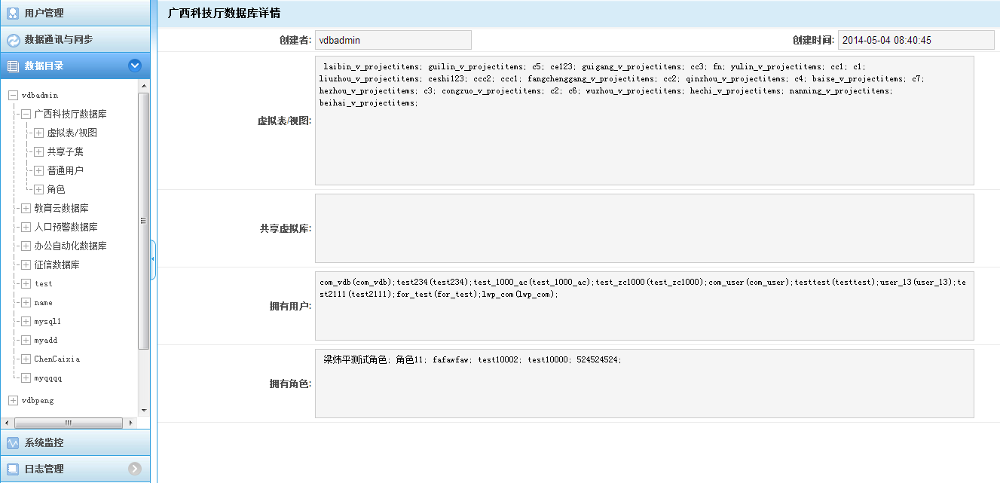 用户管理
数据通讯与同步
数据目录
vdbadmin
广西科技厅数据库
虚拟表/视图
共享子集
普通用户
角色
教育云数据库
人口预警数据库
办公自动化数据库
征信数据库
test
name
mysql1
myadd
ChenCaixia
myqqqq
vdbpeng
系统监控
日志管理
广西科技厅数据库详情
创建者: vdbadmin 创建时间: 2014-05-04 08:40:45
虚拟表/视图:
laibin_v_projectitems; guilin_v_projectitems; c5; ce123; guigang_v_projectitems; cc3; fn; yulin_v_projectitems; cc1; c1;
liuzhou_v_projectitems; ceshi123; ccc2; ccc1; fangchenggang_v_projectitems; cc2; qinzhou_v_projectitems; c4; baise_v_projectitems; c7;
hezhou_v_projectitems; c3; congzuo_v_projectitems; c2; c6; wuzhou_v_projectitems; hechi_v_projectitems; nanning_v_projectitems;
beihai_v_projectitems;
共享虚拟库:
拥有用户:
com_vdb(com_vdb);test234(test234);test_1000_ac(test_1000_ac);test_zc1000(test_zc1000);com_user(com_user);testtest(testtest);user_13(user_13);te
st2111(test2111);for_test(for_test);lwp_com(lwp_com);
拥有角色:
梁炜平测试角色; 角色11; fafawfaw; test10002; test10000; 524524524;